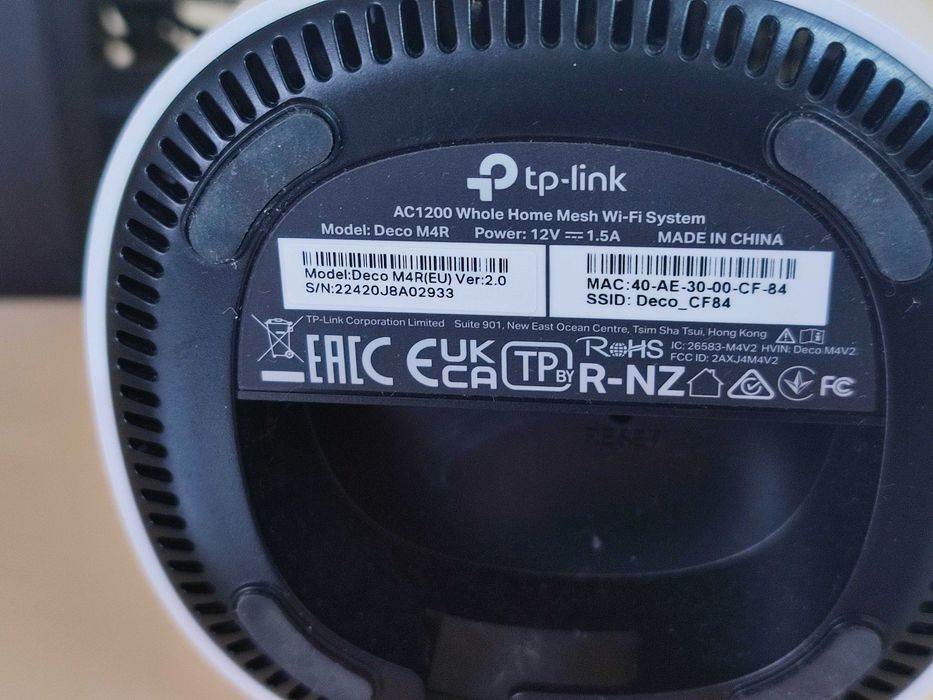 tp-link
AC1200 Whole Home Mesh Wi-Fi System
Model: Deco M4R Power: 12V ⎓ 1.5A MADE IN CHINA
Model:Deco M4R(EU) Ver:2.0
S/N:22420J8A02933
MAC:40-AE-30-00-CF-84
SSID: Deco_CF84
TP-Link Corporation Limited Suite 901, New East Ocean Centre, Tsim Sha Tsui, Hong Kong
EAC CE UKCA TP BY RoHS R-NZ FC
IC: 26583-M4V2 HVIN: Deco M4V2
FCC ID: 2AXJ4M4V2
RESET